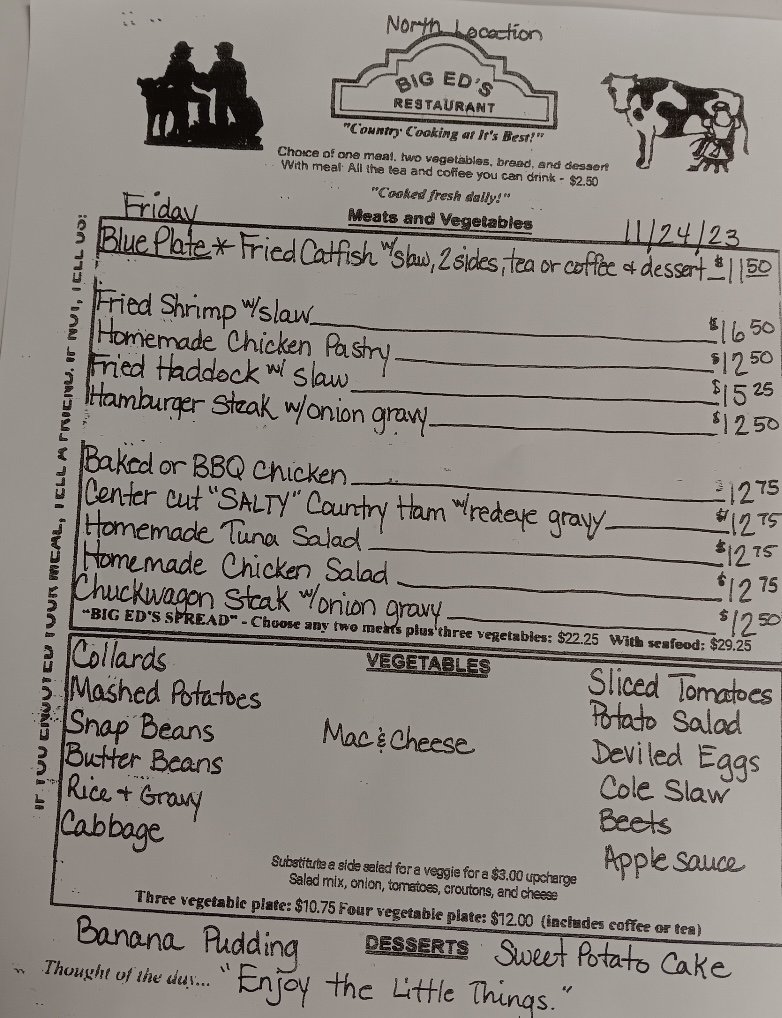 North Location
BIG ED'S
RESTAURANT
"Country Cooking at It's Best!"
Choice of one meat, two vegetables, bread, and dessert
With meal: All the tea and coffee you can drink - $2.50
"Cooked fresh daily!"
Friday
Meats and Vegetables
11/24/23
Blue Plate * Fried Catfish w/slaw, 2 sides, tea or coffee & dessert $11.50
Fried Shrimp w/slaw $16 50
Homemade Chicken Pastry $12 50
Fried Haddock w/ slaw $15 25
Hamburger Steak w/onion gravy $12 50
Baked or BBQ Chicken 12 75
Center cut "SALTY" Country Ham w/redeye gravy $12 75
Homemade Tuna Salad $12 75
Homemade Chicken Salad $12 75
Chuckwagon Steak w/onion gravy $12 50
"BIG ED'S SPREAD" - Choose any two meats plus three vegetables: $22.25 With seafood: $29.25
VEGETABLES
Collards
Mashed Potatoes
Snap Beans
Butter Beans
Rice + Gravy
Cabbage
Mac & Cheese
Sliced Tomatoes
Potato Salad
Deviled Eggs
Cole Slaw
Beets
Apple sauce
Substitute a side salad for a veggie for a $3.00 upcharge
Salad mix, onion, tomatoes, croutons, and cheese
Three vegetable plate: $10.75 Four vegetable plate: $12.00 (includes coffee or tea)
DESSERTS
Banana Pudding
Sweet Potato Cake
Thought of the day... "Enjoy the Little Things."
IF YOU ENJOYED YOUR MEAL, TELL A FRIEND. IF NOT, TELL US!